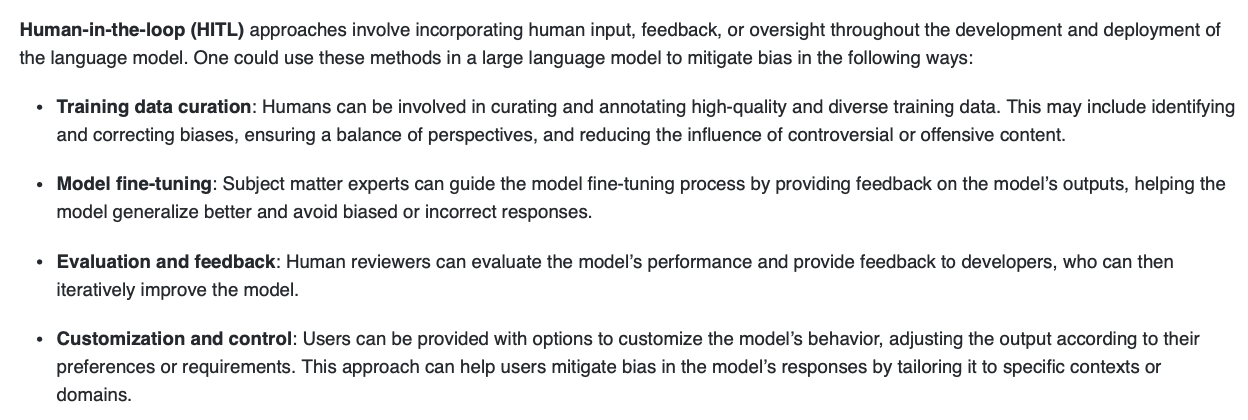 Human-in-the-loop (HITL) approaches involve incorporating human input, feedback, or oversight throughout the development and deployment of
the language model. One could use these methods in a large language model to mitigate bias in the following ways:
• Training data curation: Humans can be involved in curating and annotating high-quality and diverse training data. This may include identifying
and correcting biases, ensuring a balance of perspectives, and reducing the influence of controversial or offensive content.
• Model fine-tuning: Subject matter experts can guide the model fine-tuning process by providing feedback on the model’s outputs, helping the
model generalize better and avoid biased or incorrect responses.
• Evaluation and feedback: Human reviewers can evaluate the model’s performance and provide feedback to developers, who can then
iteratively improve the model.
• Customization and control: Users can be provided with options to customize the model’s behavior, adjusting the output according to their
preferences or requirements. This approach can help users mitigate bias in the model’s responses by tailoring it to specific contexts or
domains.